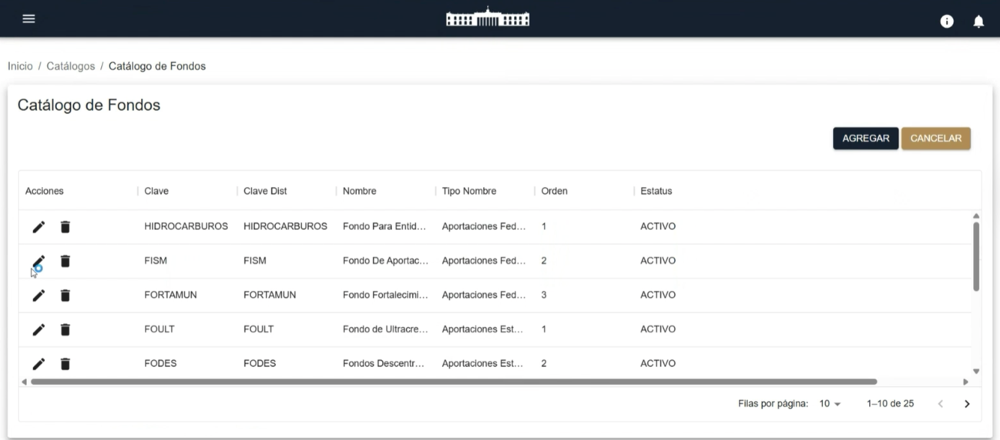 Inicio / Catálogos / Catálogo de Fondos
Catálogo de Fondos
AGREGAR CANCELAR
Acciones Clave Clave Dist Nombre Tipo Nombre Orden Estatus
HIDROCARBUROS HIDROCARBUROS Fondo Para Entid... Aportaciones Fed... 1 ACTIVO
FISM FISM Fondo De Aportac... Aportaciones Fed... 2 ACTIVO
FORTAMUN FORTAMUN Fondo Fortalecimi... Aportaciones Fed... 3 ACTIVO
FOULT FOULT Fondo de Ultracre... Aportaciones Est... 1 ACTIVO
FODES FODES Fondos Descentr... Aportaciones Est... 2 ACTIVO
Filas por página: 10 1–10 de 25